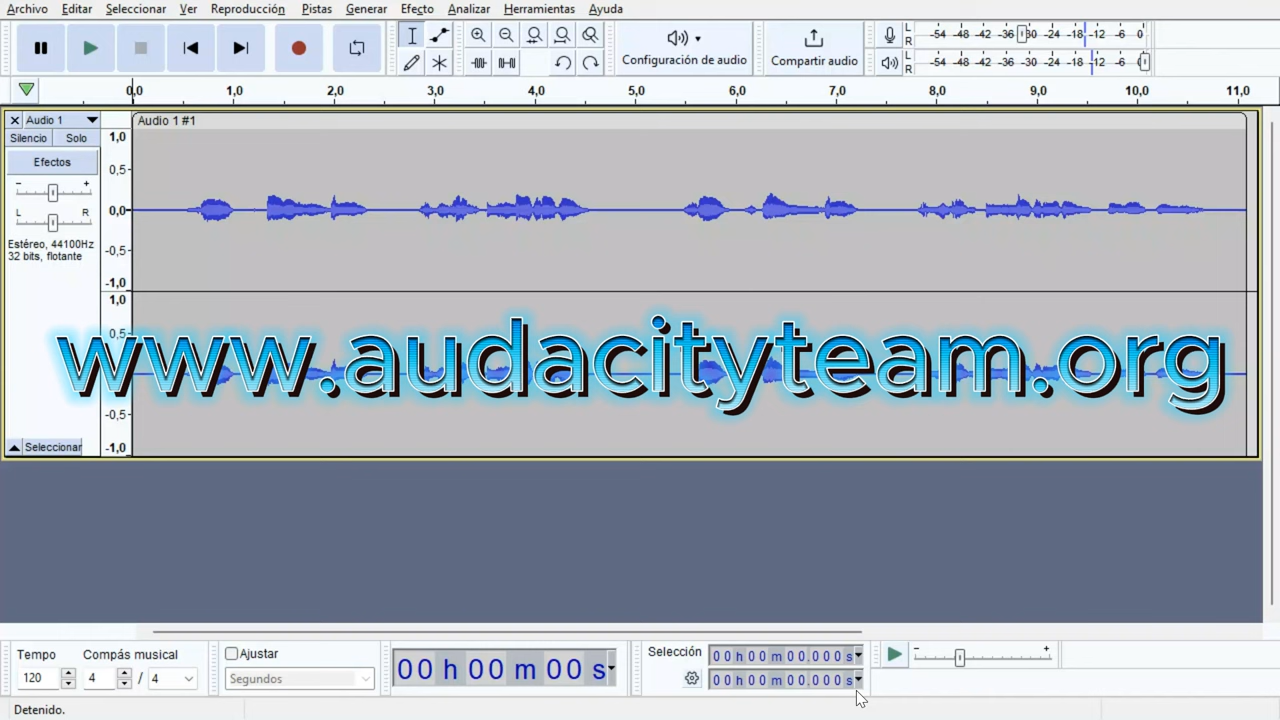 Archivo Editar Seleccionar Ver Reproducción Pistas Generar Efecto Analizar Herramientas Ayuda
Configuración de audio
Compartir audio
L R -54 -48 -42 -36 -30 -24 -18 -12 -6 0
L R -54 -48 -42 -36 -30 -24 -18 -12 -6 0
0,0 1,0 2,0 3,0 4,0 5,0 6,0 7,0 8,0 9,0 10,0 11,0
Audio 1
Silencio Solo
Efectos
- +
L R
Estéreo, 44100Hz
32 bits, flotante
Seleccionar
1,0
0,5
0,0
-0,5
-1,0
1,0
0,5
-0,5
-1,0
Audio 1 #1
www.audacityteam.org
Tempo
120
Compás musical
4 / 4
Ajustar
Segundos
00 h 00 m 00 s
Selección
00 h 00 m 00.000 s
00 h 00 m 00.000 s
- +
Detenido.